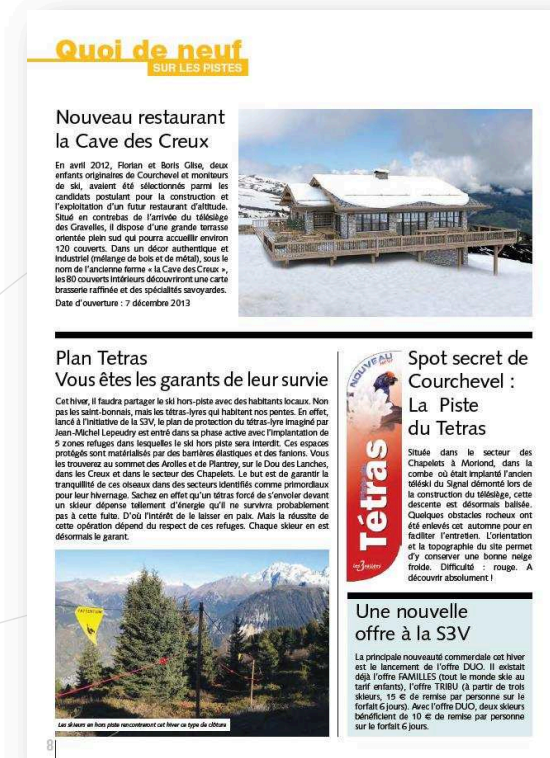 Quoi de neuf
SUR LES PISTES
Nouveau restaurant
la Cave des Creux
En avril 2012, Florian et Boris Glise, deux
enfants originaires de Courchevel et moniteurs
de ski, avaient été sélectionnés parmi les
candidats postulant pour la construction et
l'exploitation d'un futur restaurant d'altitude.
Situé en contrebas de l'arrivée du télésiège
des Gravelles, il dispose d'une grande terrasse
orientée plein sud qui pourra accueillir environ
120 couverts. Dans un décor authentique et
industriel (mélange de bois et de métal), sous le
nom de l'ancienne ferme « la Cave des Creux »,
les 80 couverts intérieurs découvriront une carte
brasserie raffinée et des spécialités savoyardes.
Date d'ouverture : 7 décembre 2013
Plan Tetras
Vous êtes les garants de leur survie
Cet hiver, il faudra partager le ski hors-piste avec des habitants locaux. Non
pas les saint-bonnais, mais les tétras-lyres qui habitent nos pentes. En effet,
lancé à l'initiative de la S3V, le plan de protection du tétras-lyre imaginé par
Jean-Michel Lepeudry est entré dans sa phase active avec l'implantation de
5 zones refuges dans lesquelles le ski hors piste sera interdit. Ces espaces
protégés sont matérialisés par des barrières élastiques et des fanions. Vous
les trouverez au sommet des Arolles et de Plantrey, sur le Dou des Lanches,
dans les Creux et dans le secteur des Chapelets. Le but est de garantir la
tranquilité de ces oiseaux dans des secteurs identifiés comme primordiaux
pour leur hivernage. Sachez en effet qu'un tétras forcé de s'envoler devant
un skieur dépense tellement d'énergie qu'il ne survivra probablement
pas à cette fuite. D'où l'intérêt de le laisser en paix. Mais la réussite de
cette opération dépend du respect de ces refuges. Chaque skieur en est
désormais le garant.
ATTENTION
Les skieurs en hors piste rencontreront cet hiver ce type de clôture
NOUVEAU
Tétras
Les 3 Vallées
Spot secret de
Courchevel :
La Piste
du Tetras
Située dans le secteur des
Chapelets à Moriond, dans la
combe où était implanté l'ancien
téléski du Signal démonté lors de
la construction du télésiège, cette
descente est désormais balisée.
Quelques obstacles rocheux ont
été enlevés cet automne pour en
faciliter l'entretien. L'orientation
et la topographie du site permet
d'y conserver une bonne neige
froide. Difficulté : rouge. A
découvrir absolument !
Une nouvelle
offre à la S3V
La principale nouveauté commerciale cet hiver
est le lancement de l'offre DUO. Il existait
déjà l'offre FAMILLES (tout le monde skie au
tarif enfants), l'offre TRIBU (à partir de trois
skieurs, 15 € de remise par personne sur le
forfait 6 jours). Avec l'offre DUO, deux skieurs
bénéficient de 10 € de remise par personne
sur le forfait 6 jours.
8